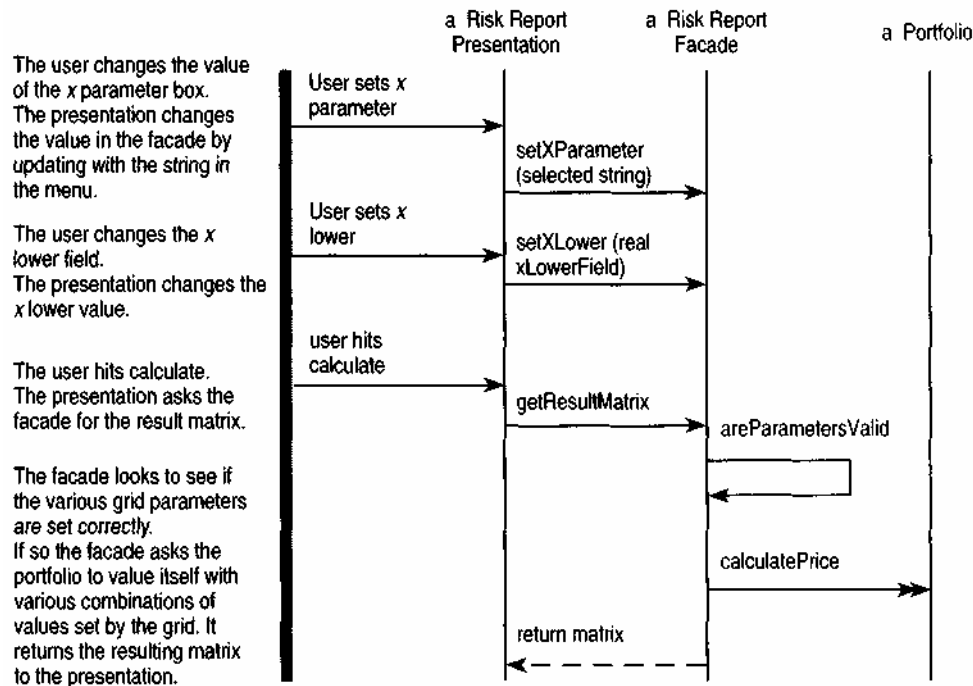 a Risk Report
Presentation
a Risk Report
Facade
a Portfolio
The user changes the value
of the x parameter box.
The presentation changes
the value in the facade by
updating with the string in
the menu.
User sets x
parameter
setXParameter
(selected string)
The user changes the x
lower field.
The presentation changes the
x lower value.
User sets x
lower
setXLower (real
xLowerField)
The user hits calculate.
The presentation asks the
facade for the result matrix.
user hits
calculate
getResultMatrix
areParametersValid
The facade looks to see if
the various grid parameters
are set correctly.
If so the facade asks the
portfolio to value itself with
various combinations of
values set by the grid. It
returns the resulting matrix
to the presentation.
calculatePrice
return matrix